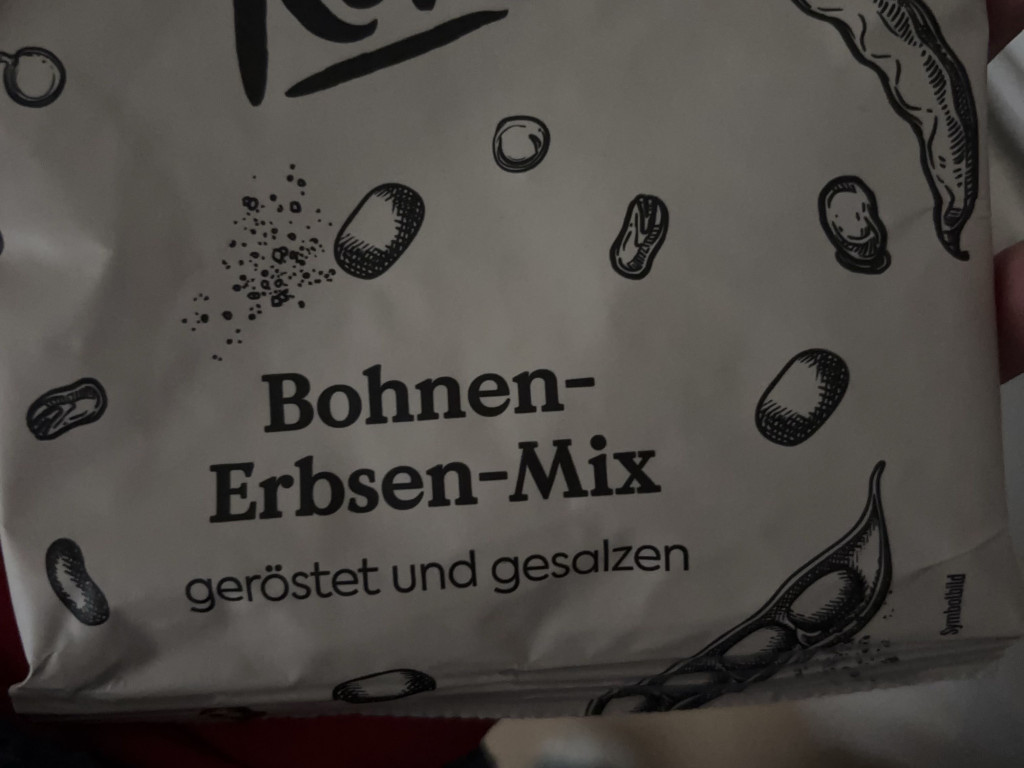 Bohnen-
Erbsen-Mix
geröstet und gesalzen
Symbolbild